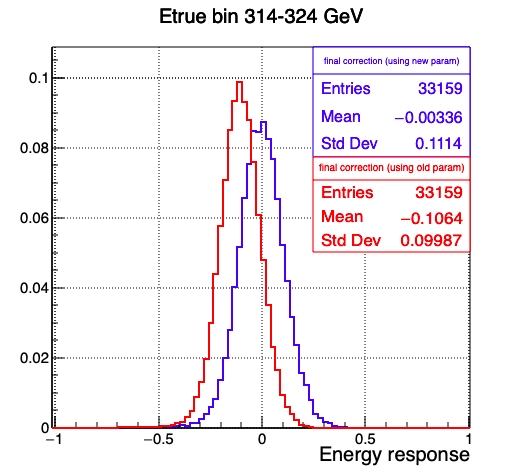 Etrue bin 314-324 GeV
final correction (using new param)
Entries 33159
Mean −0.00336
Std Dev 0.1114
final correction (using old param)
Entries 33159
Mean −0.1064
Std Dev 0.09987
0.1
0.08
0.06
0.04
0.02
0
−1 −0.5 0 0.5 1
Energy response